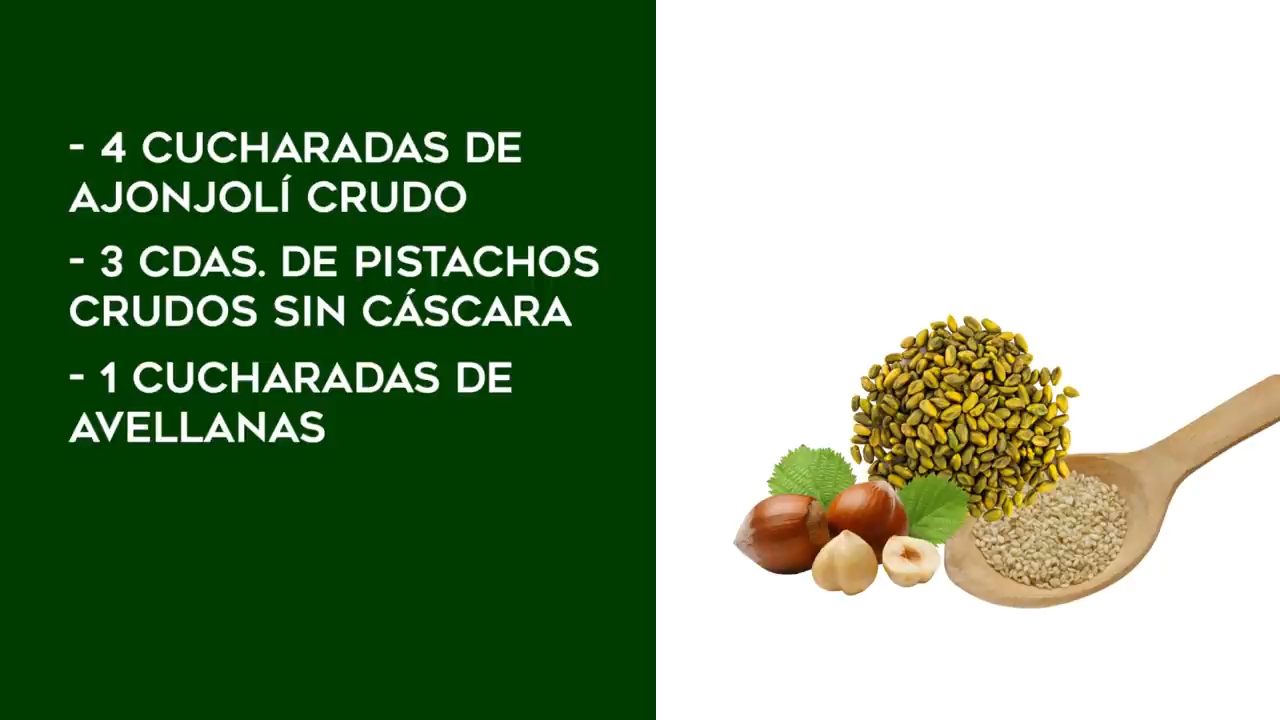 - 4 CUCHARADAS DE
AJONJOLÍ CRUDO
- 3 CDAS. DE PISTACHOS
CRUDOS SIN CÁSCARA
- 1 CUCHARADAS DE
AVELLANAS